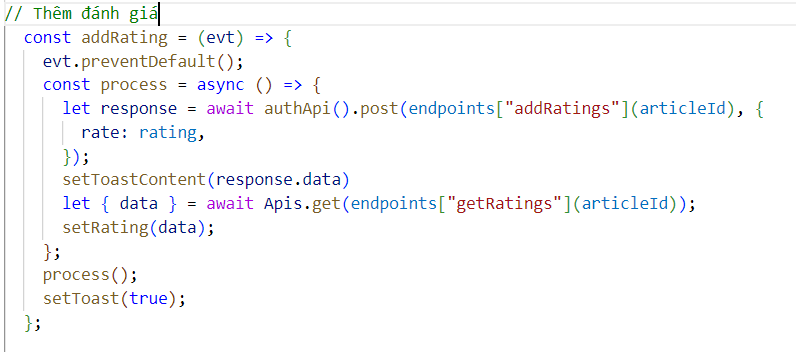 // Thêm đánh giá
const addRating = (evt) => {
evt.preventDefault();
const process = async () => {
let response = await authApi().post(endpoints["addRatings"](articleId), {
rate: rating,
});
setToastContent(response.data)
let { data } = await Apis.get(endpoints["getRatings"](articleId));
setRating(data);
};
process();
setToast(true);
};